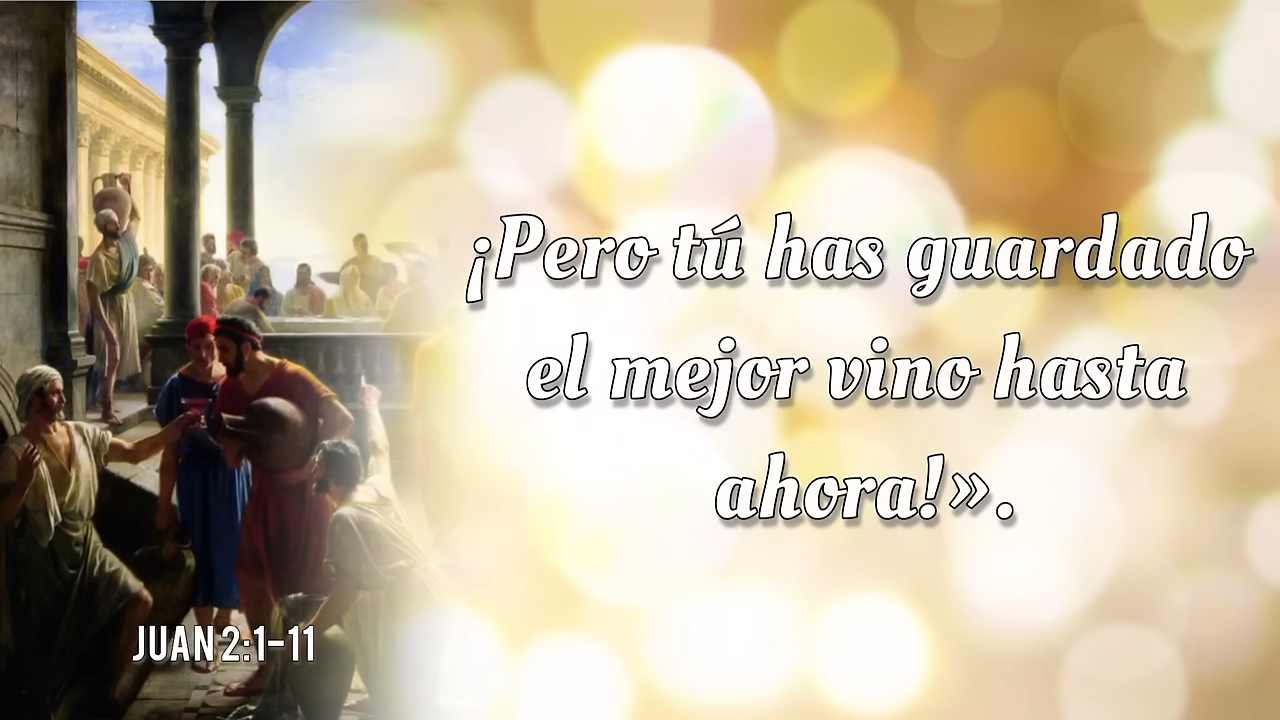 ¡Pero tú has guardado
el mejor vino hasta
ahora!».
JUAN 2:1-11